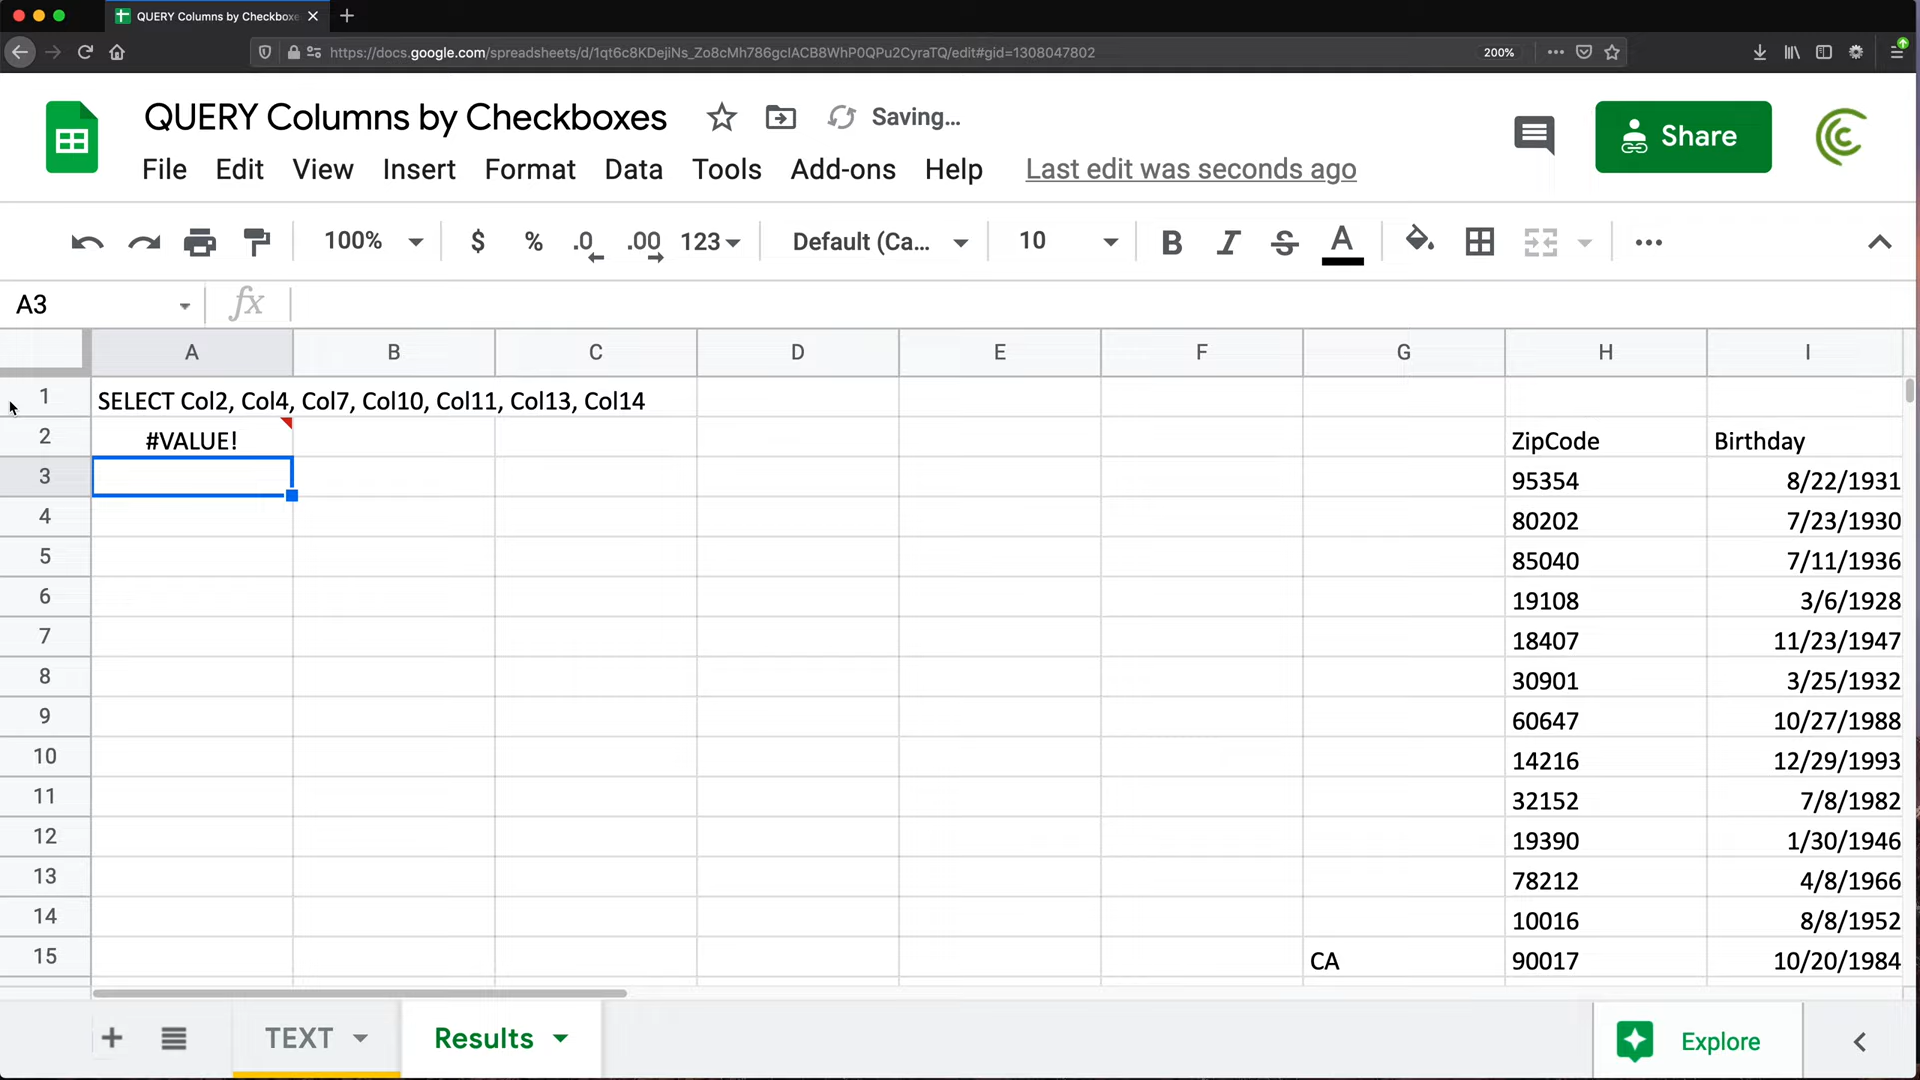 QUERY Columns by Checkboxe
https://docs.google.com/spreadsheets/d/1qt6c8KDejiNs_Zo8cMh786gcIACB8WhP0QPu2CyraTQ/edit#gid=1308047802
200%
QUERY Columns by Checkboxes
Saving...
Share
File Edit View Insert Format Data Tools Add-ons Help Last edit was seconds ago
100% $ % .0 .00 123 Default (Ca... 10 B I S A
A3 fx
A B C D E F G H I
1 SELECT Col2, Col4, Col7, Col10, Col11, Col13, Col14
2 #VALUE! ZipCode Birthday
3 95354 8/22/1931
4 80202 7/23/1930
5 85040 7/11/1936
6 19108 3/6/1928
7 18407 11/23/1947
8 30901 3/25/1932
9 60647 10/27/1988
10 14216 12/29/1993
11 32152 7/8/1982
12 19390 1/30/1946
13 78212 4/8/1966
14 10016 8/8/1952
15 CA 90017 10/20/1984
TEXT Results Explore